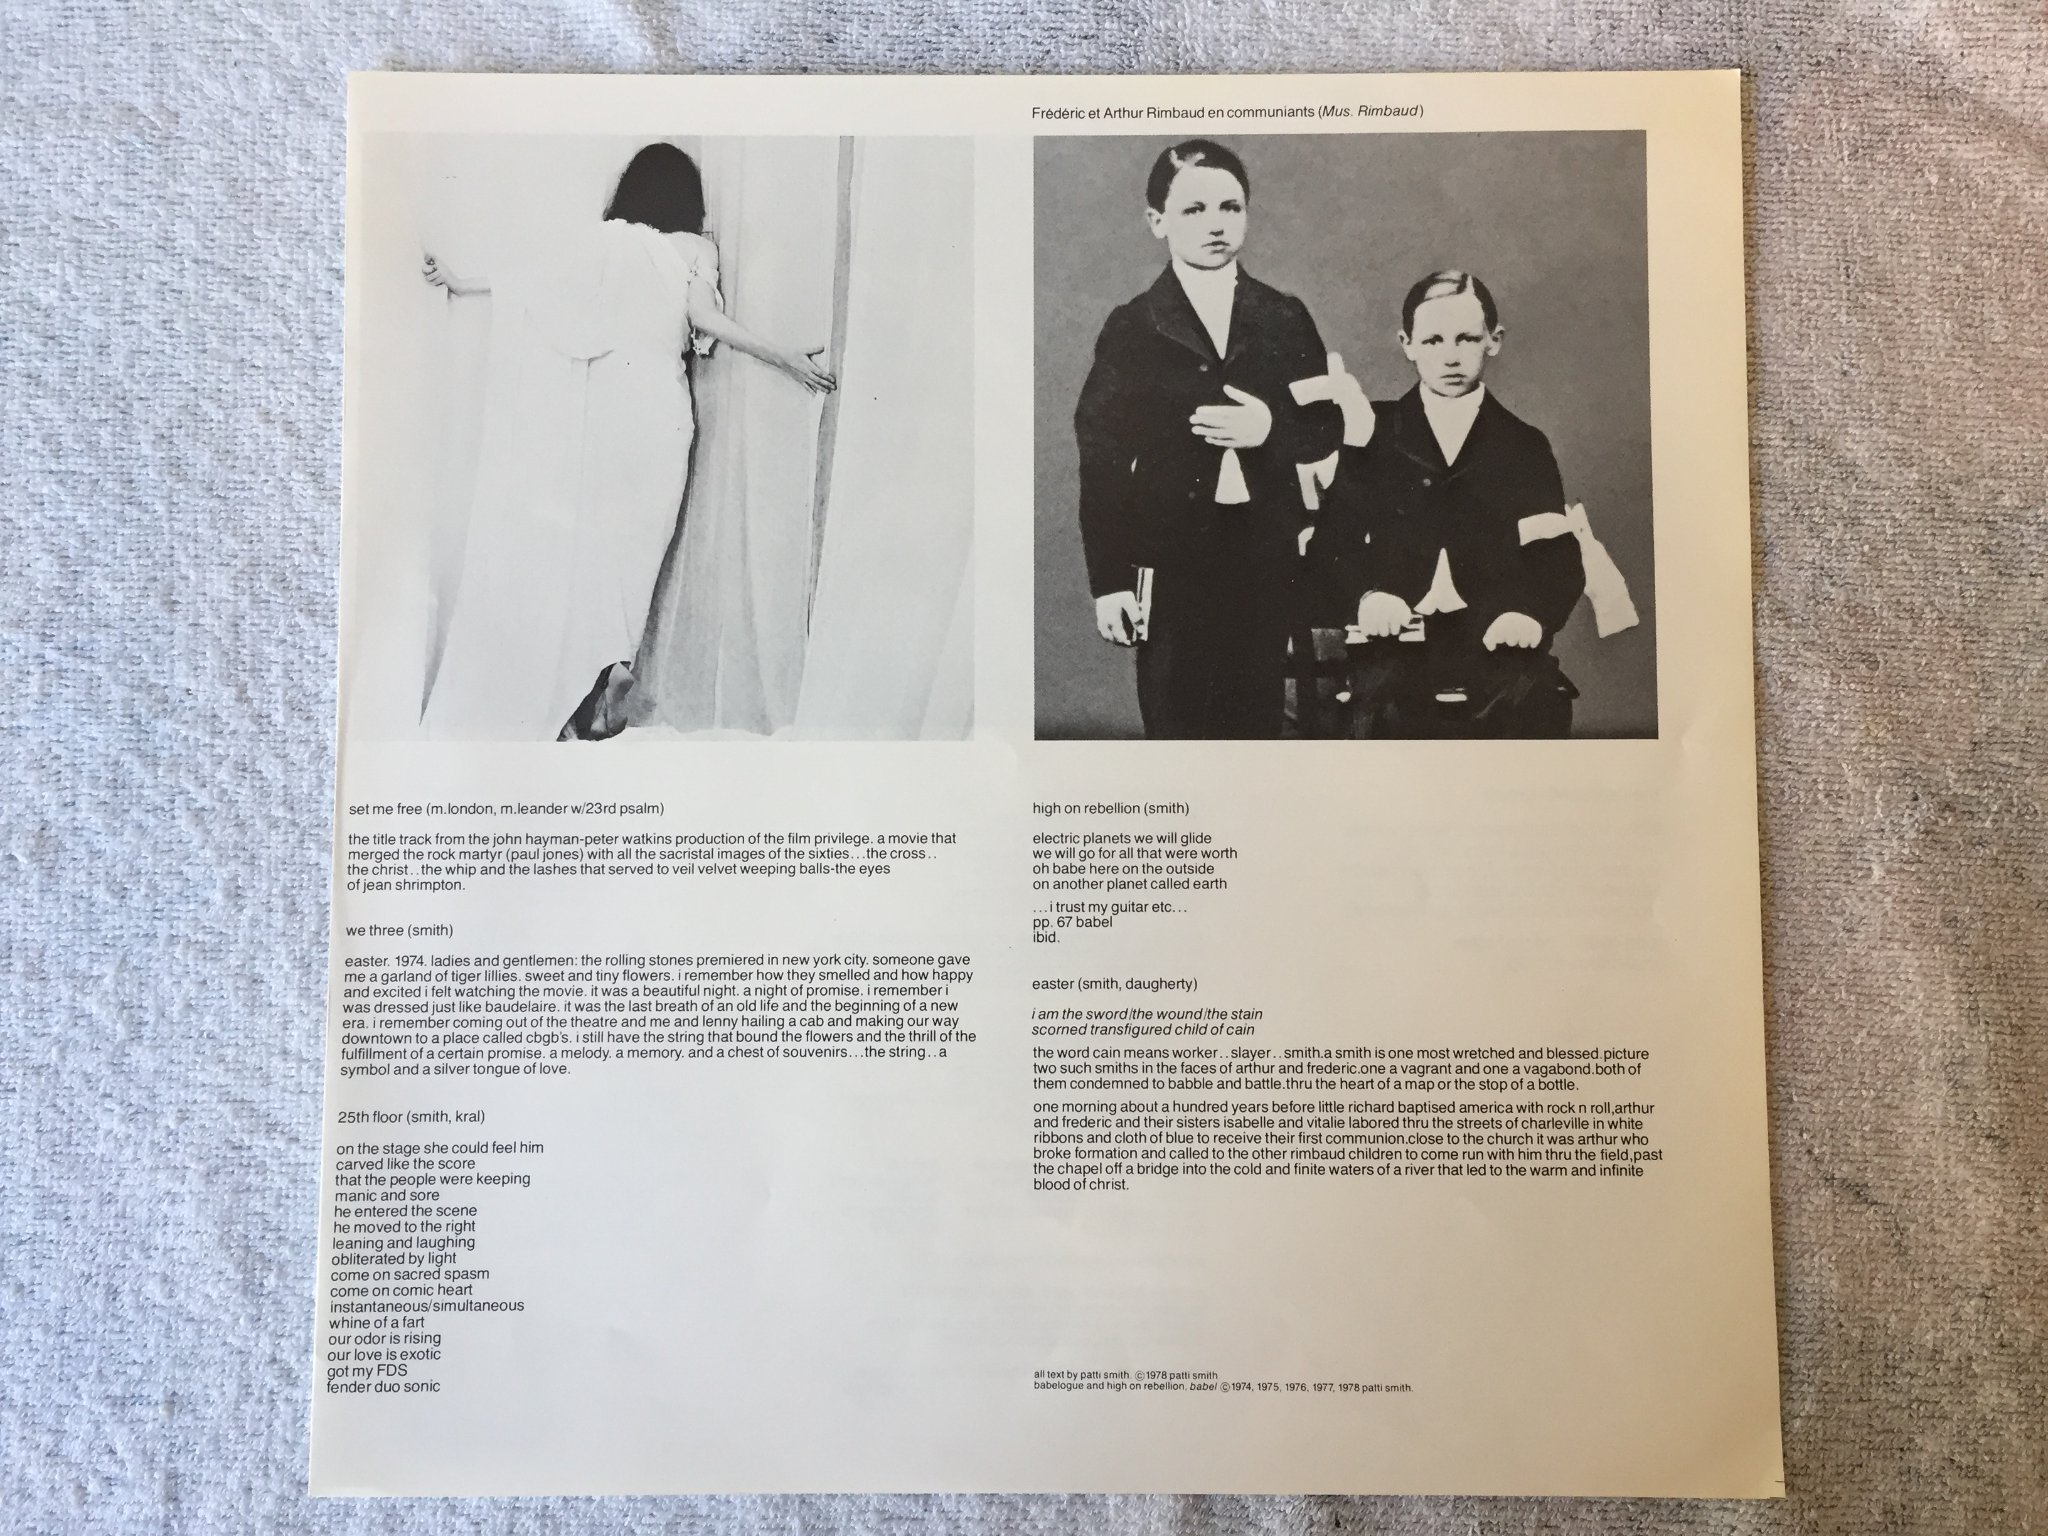 Frédéric et Arthur Rimbaud en communiants (Mus. Rimbaud)
set me free (m.london, m.leander w/23rd psalm)
the title track from the john hayman-peter watkins production of the film privilege. a movie that
merged the rock martyr (paul jones) with all the sacristal images of the sixties...the cross..
the christ..the whip and the lashes that served to veil velvet weeping balls-the eyes
of jean shrimpton.
we three (smith)
easter. 1974. ladies and gentlemen: the rolling stones premiered in new york city. someone gave
me a garland of tiger lillies. sweet and tiny flowers. i remember how they smelled and how happy
and excited i felt watching the movie. it was a beautiful night. a night of promise. i remember i
was dressed just like baudelaire. it was the last breath of an old life and the beginning of a new
era. i remember coming out of the theatre and me and lenny hailing a cab and making our way
downtown to a place called cbgb's. i still have the string that bound the flowers and the thrill of the
fulfillment of a certain promise. a melody. a memory. and a chest of souvenirs...the string..a
symbol and a silver tongue of love.
25th floor (smith, kral)
on the stage she could feel him
carved like the score
that the people were keeping
manic and sore
he entered the scene
he moved to the right
leaning and laughing
obliterated by light
come on sacred spasm
come on comic heart
instantaneous/simultaneous
whine of a fart
our odor is rising
our love is exotic
got my FDS
fender duo sonic
high on rebellion (smith)
electric planets we will glide
we will go for all that were worth
oh babe here on the outside
on another planet called earth
...i trust my guitar etc...
pp. 67 babel
ibid.
easter (smith, daugherty)
i am the sword/the wound/the stain
scorned transfigured child of cain
the word cain means worker..slayer..smith.a smith is one most wretched and blessed.picture
two such smiths in the faces of arthur and frederic.one a vagrant and one a vagabond.both of
them condemned to babble and battle.thru the heart of a map or the stop of a bottle.
one morning about a hundred years before little richard baptised america with rock n roll,arthur
and frederic and their sisters isabelle and vitalie labored thru the streets of charleville in white
ribbons and cloth of blue to receive their first communion.close to the church it was arthur who
broke formation and called to the other rimbaud children to come run with him thru the field,past
the chapel off a bridge into the cold and finite waters of a river that led to the warm and infinite
blood of christ.
all text by patti smith. ©1978 patti smith
babelogue and high on rebellion, babel ©1974, 1975, 1976, 1977, 1978 patti smith.